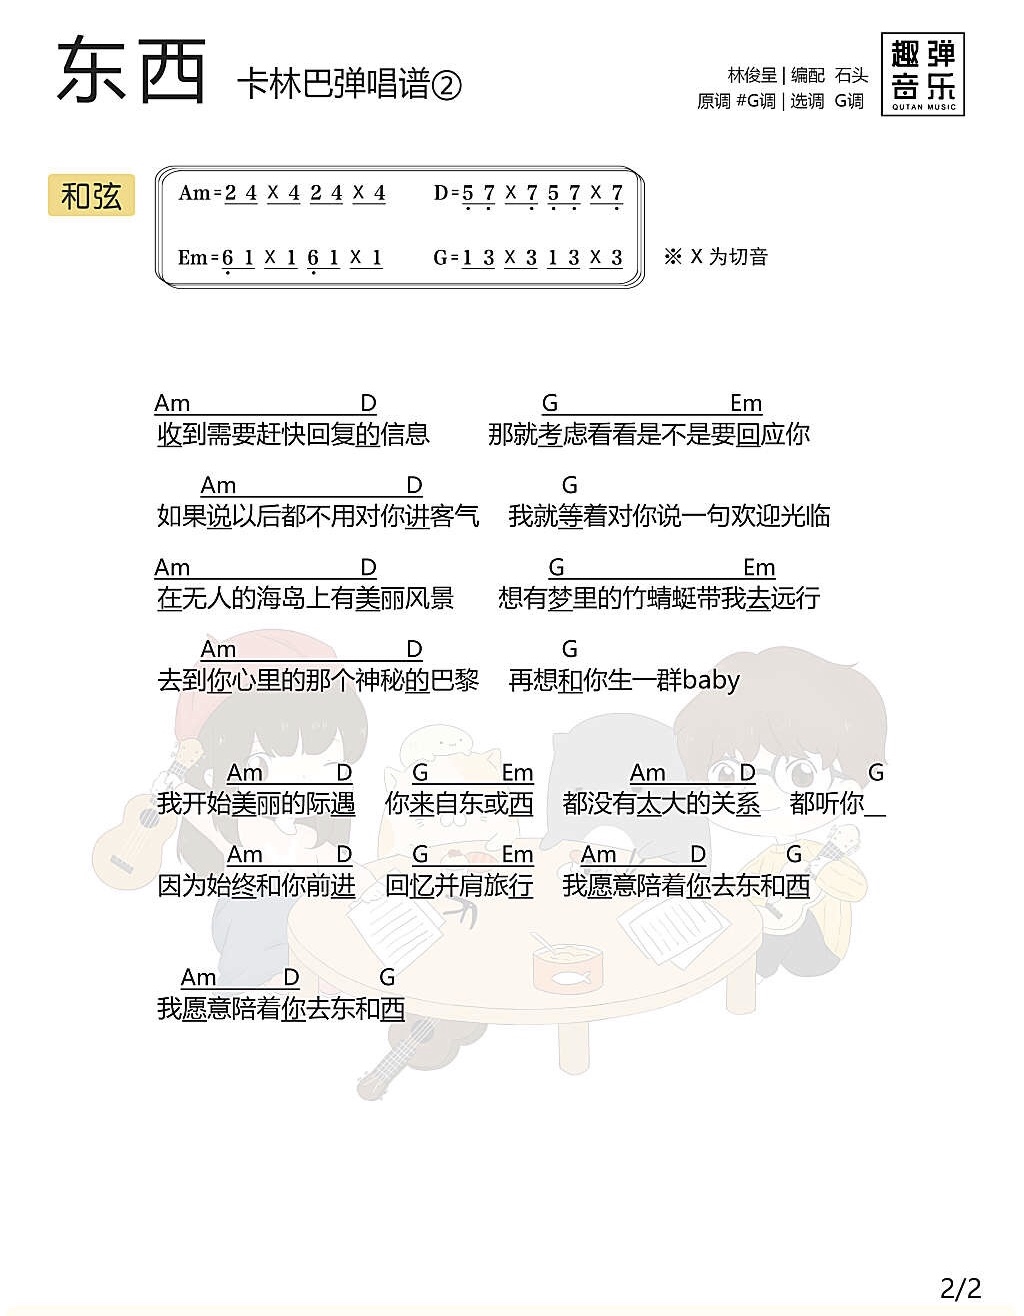 东西 卡林巴弹唱谱②
林俊呈 | 编配 石头
原调 #G调 | 选调 G调
趣弹
音乐
QUTAN MUSIC
和弦
Am=2 4 X 4 2 4 X 4 D=5 7 X 7 5 7 X 7
Em=6 1 X 1 6 1 X 1 G=1 3 X 3 1 3 X 3 ※ X 为切音
Am D G Em
收到需要赶快回复的信息 那就考虑看看是不是要回应你
Am D G
如果说以后都不用对你讲客气 我就等着对你说一句欢迎光临
Am D G Em
在无人的海岛上有美丽风景 想有梦里的竹蜻蜓带我去远行
Am D G
去到你心里的那个神秘的巴黎 再想和你生一群baby
Am D G Em Am D G
我开始美丽的际遇 你来自东或西 都没有太大的关系 都听你_
Am D G Em Am D G
因为始终和你前进 回忆并肩旅行 我愿意陪着你去东和西
Am D G
我愿意陪着你去东和西
2/2